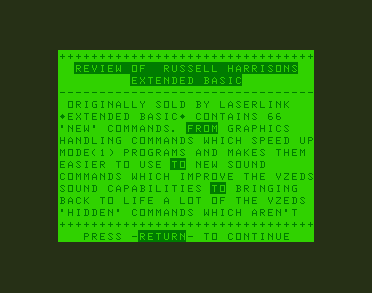 ++++++++++++++++++++++++++++++++
REVIEW OF  RUSSELL HARRISONS
EXTENDED BASIC
--------------------------------
ORIGINALLY SOLD BY LASERLINK
*EXTENDED BASIC* CONTAINS 66
"NEW" COMMANDS. FROM GRAPHICS
HANDLING COMMANDS WHICH SPEED UP
MODE(1) PROGRAMS AND MAKES THEM
EASIER TO USE TO NEW SOUND
COMMANDS WHICH IMPROVE THE VZEDS
SOUND CAPABILITIES TO BRINGING
BACK TO LIFE A LOT OF THE VZEDS
"HIDDEN" COMMANDS WHICH AREN'T
++++++++++++++++++++++++++++++++
PRESS -RETURN- TO CONTINUE